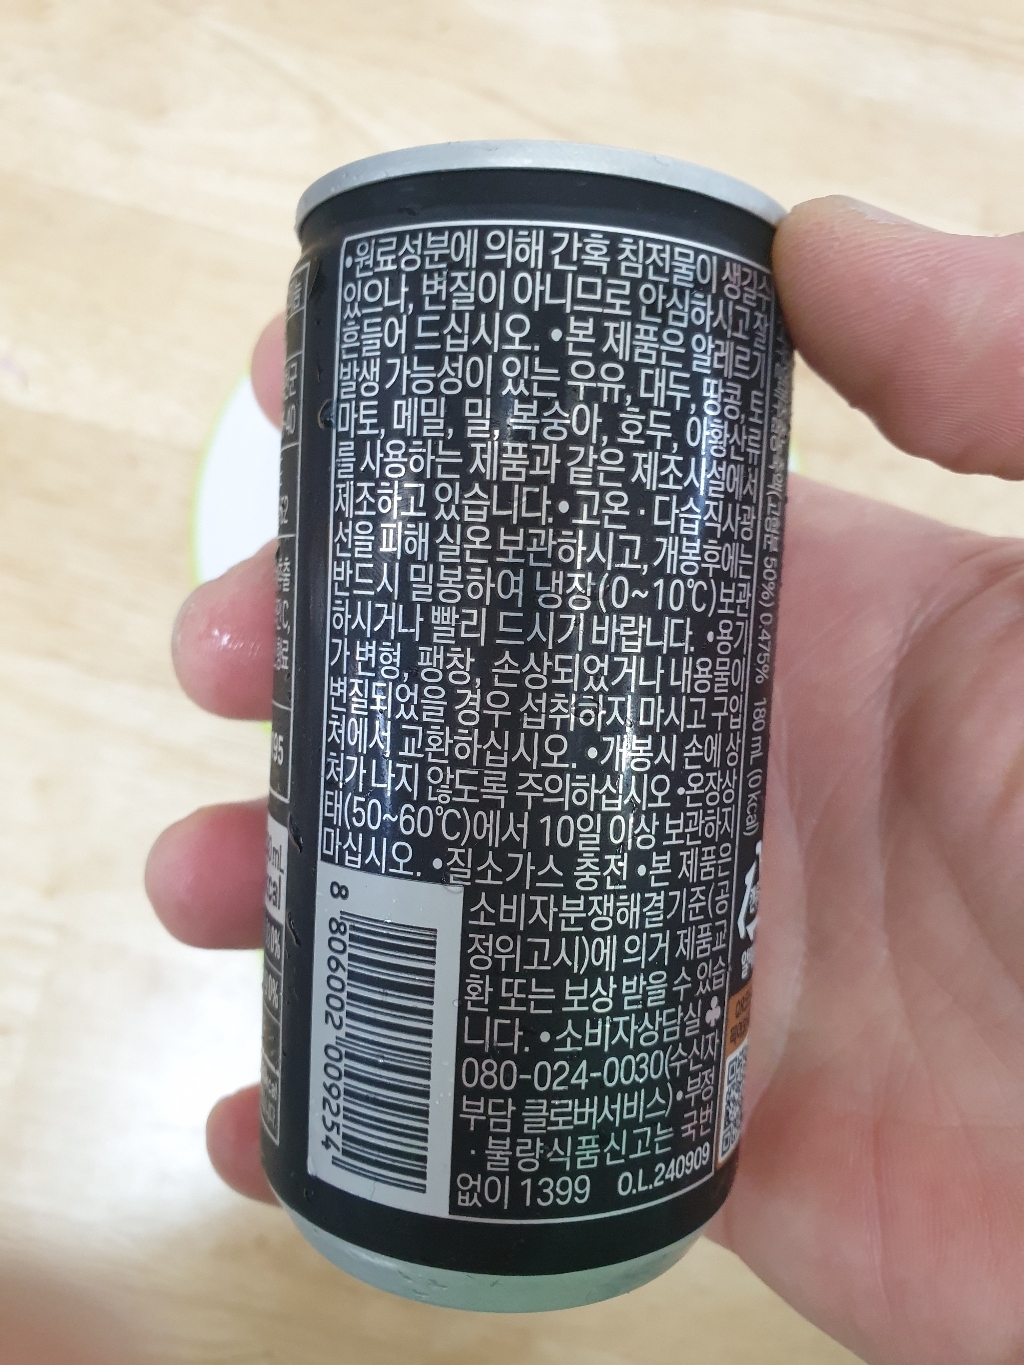 •원료성분에 의해 간혹 침전물이 생길수
있으나, 변질이 아니므로 안심하시고 잘
흔들어 드십시오. •본 제품은 알레르기
발생 가능성이 있는 우유, 대두, 땅콩, 토
마토, 메밀, 밀, 복숭아, 호두, 아황산류
를 사용하는 제품과 같은 제조시설에서
제조하고 있습니다.•고온·다습직사광
선을 피해 실온 보관하시고, 개봉후에는
반드시 밀봉하여 냉장(0~10℃)보관
하시거나 빨리 드시기 바랍니다. •용기
가 변형, 팽창, 손상되었거나 내용물이
변질되었을 경우 섭취하지 마시고 구입
처에서 교환하십시오. •개봉시 손에 상
처가 나지 않도록 주의하십시오•온장상
태(50~60℃)에서 10일 이상 보관하지
마십시오. •질소가스 충전 •본 제품은
소비자분쟁해결기준(공
정위고시)에 의거 제품교
환 또는 보상 받을 수 있습
니다. •소비자상담실
080-024-0030(수신자
부담 클로버서비스)•부정
·불량식품신고는 국번
없이 1399 O.L.240909
8 806002 009254
(고형분 50%) 0.475%
180 mL (0 kcal)